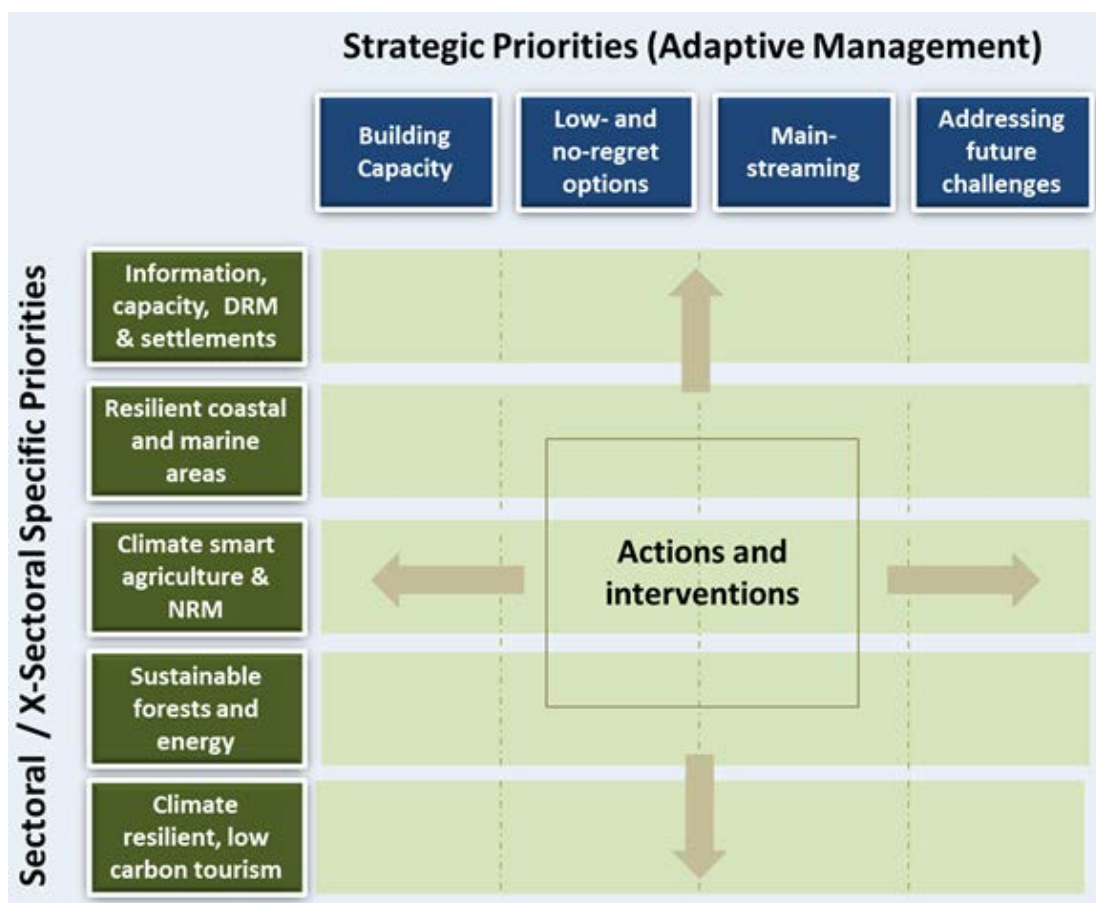 Strategic Priorities (Adaptive Management)
Building
Capacity
Low- and
no-regret
options
Main-
streaming
Addressing
future
challenges
Sectoral / X-Sectoral Specific Priorities
Information,
capacity, DRM
& settlements
Resilient coastal
and marine
areas
Climate smart
agriculture &
NRM
Actions and
interventions
Sustainable
forests and
energy
Climate
resilient, low
carbon tourism